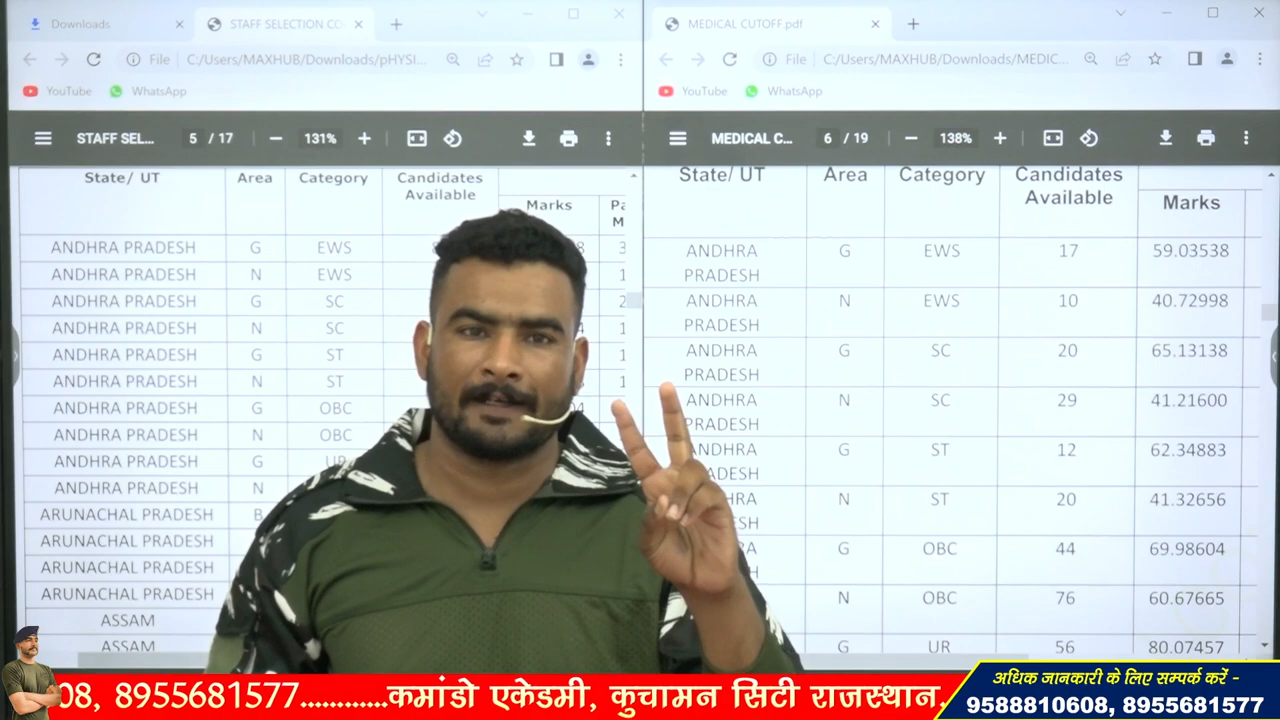 Downloads
STAFF SELECTION CO
MEDICAL CUTOFF.pdf
File C:/Users/MAXHUB/Downloads/pHYSI...
File C:/Users/MAXHUB/Downloads/MEDIC...
YouTube WhatsApp
YouTube WhatsApp
STAFF SEL... 5 / 17 131%
MEDICAL C... 6 / 19 138%
State/ UT Area Category Candidates Available Marks
ANDHRA PRADESH G EWS
ANDHRA PRADESH N EWS
ANDHRA PRADESH G SC
ANDHRA PRADESH N SC
ANDHRA PRADESH G ST
ANDHRA PRADESH N ST
ANDHRA PRADESH G OBC
ANDHRA PRADESH N OBC
ANDHRA PRADESH G UR
ANDHRA PRADESH N
ARUNACHAL PRADESH B
ARUNACHAL PRADESH
ARUNACHAL PRADESH
ARUNACHAL PRADESH
ASSAM
ASSAM
State/ UT Area Category Candidates Available Marks
ANDHRA PRADESH G EWS 17 59.03538
ANDHRA PRADESH N EWS 10 40.72998
ANDHRA PRADESH G SC 20 65.13138
ANDHRA PRADESH N SC 29 41.21600
ANDHRA G ST 12 62.34883
N ST 20 41.32656
G OBC 44 69.98604
N OBC 76 60.67665
G UR 56 80.07457
08, 8955681577............कमांडो एकेडमी, कुचामन सिटी राजस्थान.
अधिक जानकारी के लिए सम्पर्क करें -
9588810608, 8955681577